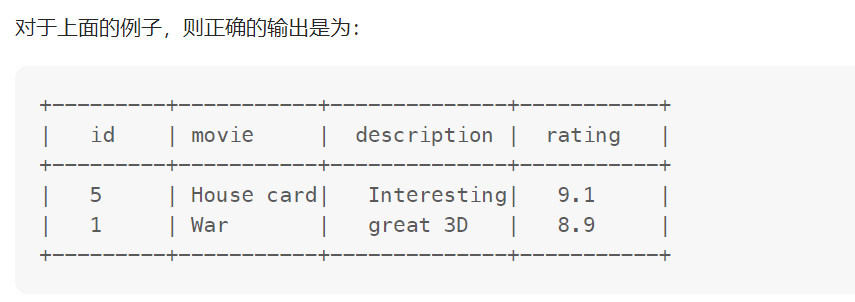 对于上面的例子，则正确的输出是为：
+---------+-----------+--------------+-----------+
|   id    | movie     |  description |  rating   |
+---------+-----------+--------------+-----------+
|   5     | House card|   Interesting|   9.1     |
|   1     | War       |   great 3D   |   8.9     |
+---------+-----------+--------------+-----------+